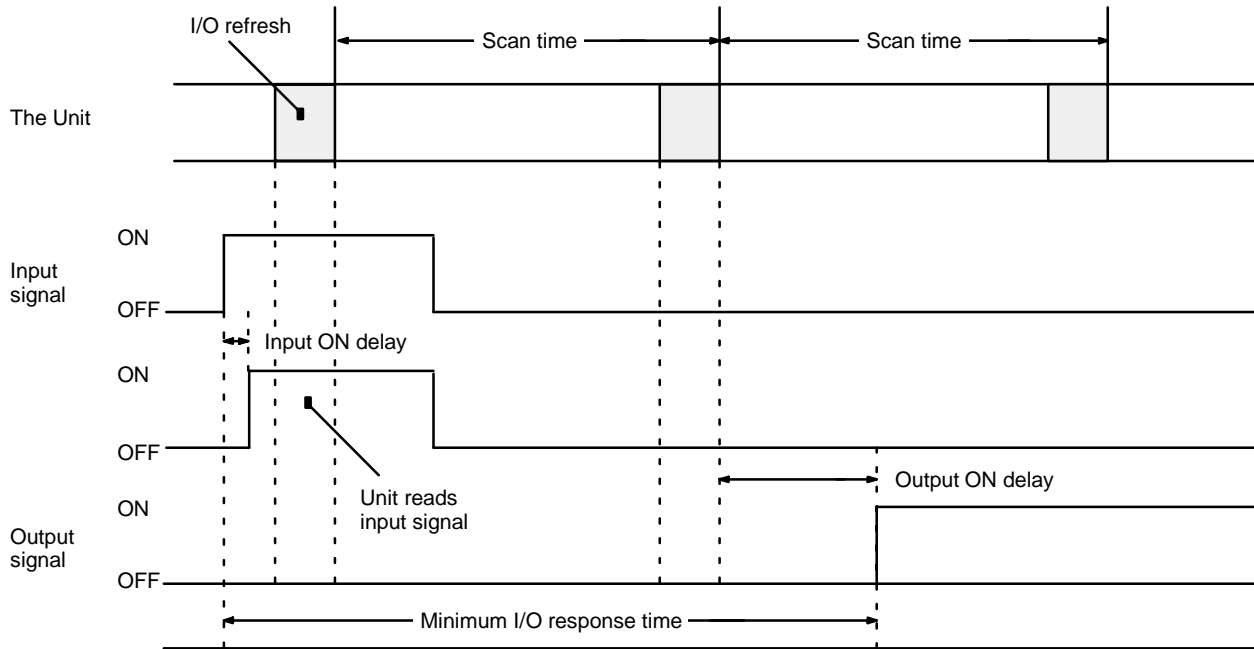 I/O refresh
Scan time
Scan time
The Unit
ON
Input
signal
OFF
Input ON delay
ON
OFF
Unit reads
input signal
Output ON delay
ON
Output
signal
OFF
Minimum I/O response time